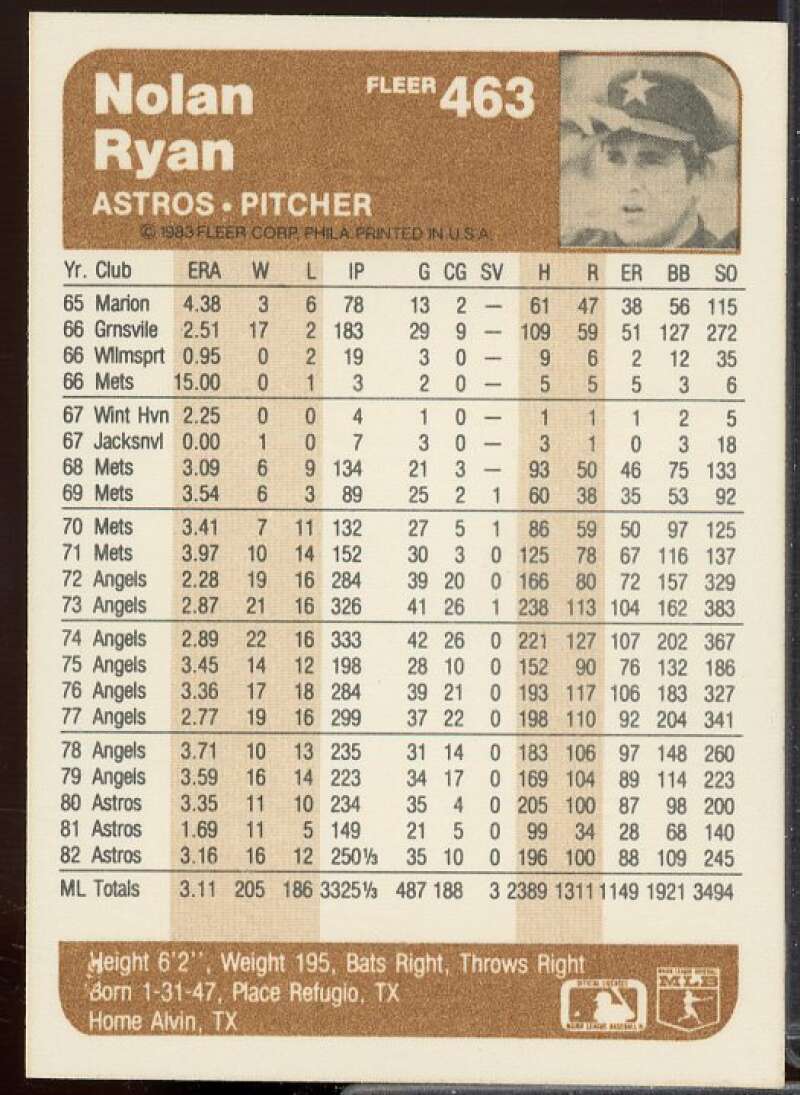 Nolan
Ryan
FLEER 463
ASTROS • PITCHER
© 1983 FLEER CORP. PHILA. PRINTED IN U.S.A.
Yr. Club ERA W L IP G CG SV H R ER BB SO
65 Marion 4.38 3 6 78 13 2 — 61 47 38 56 115
66 Grnsvile 2.51 17 2 183 29 9 — 109 59 51 127 272
66 Wllmsprt 0.95 0 2 19 3 0 — 9 6 2 12 35
66 Mets 15.00 0 1 3 2 0 — 5 5 5 3 6
67 Wint Hvn 2.25 0 0 4 1 0 — 1 1 1 2 5
67 Jacksnvl 0.00 1 0 7 3 0 — 3 1 0 3 18
68 Mets 3.09 6 9 134 21 3 — 93 50 46 75 133
69 Mets 3.54 6 3 89 25 2 1 60 38 35 53 92
70 Mets 3.41 7 11 132 27 5 1 86 59 50 97 125
71 Mets 3.97 10 14 152 30 3 0 125 78 67 116 137
72 Angels 2.28 19 16 284 39 20 0 166 80 72 157 329
73 Angels 2.87 21 16 326 41 26 1 238 113 104 162 383
74 Angels 2.89 22 16 333 42 26 0 221 127 107 202 367
75 Angels 3.45 14 12 198 28 10 0 152 90 76 132 186
76 Angels 3.36 17 18 284 39 21 0 193 117 106 183 327
77 Angels 2.77 19 16 299 37 22 0 198 110 92 204 341
78 Angels 3.71 10 13 235 31 14 0 183 106 97 148 260
79 Angels 3.59 16 14 223 34 17 0 169 104 89 114 223
80 Astros 3.35 11 10 234 35 4 0 205 100 87 98 200
81 Astros 1.69 11 5 149 21 5 0 99 34 28 68 140
82 Astros 3.16 16 12 250⅓ 35 10 0 196 100 88 109 245
ML Totals 3.11 205 186 3325⅓ 487 188 3 2389 1311 1149 1921 3494
Height 6'2'', Weight 195, Bats Right, Throws Right
Born 1-31-47, Place Refugio, TX
Home Alvin, TX
OFFICIAL LICENSEE
MAJOR LEAGUE BASEBALL
MAJOR LEAGUE BASEBALL
MLB